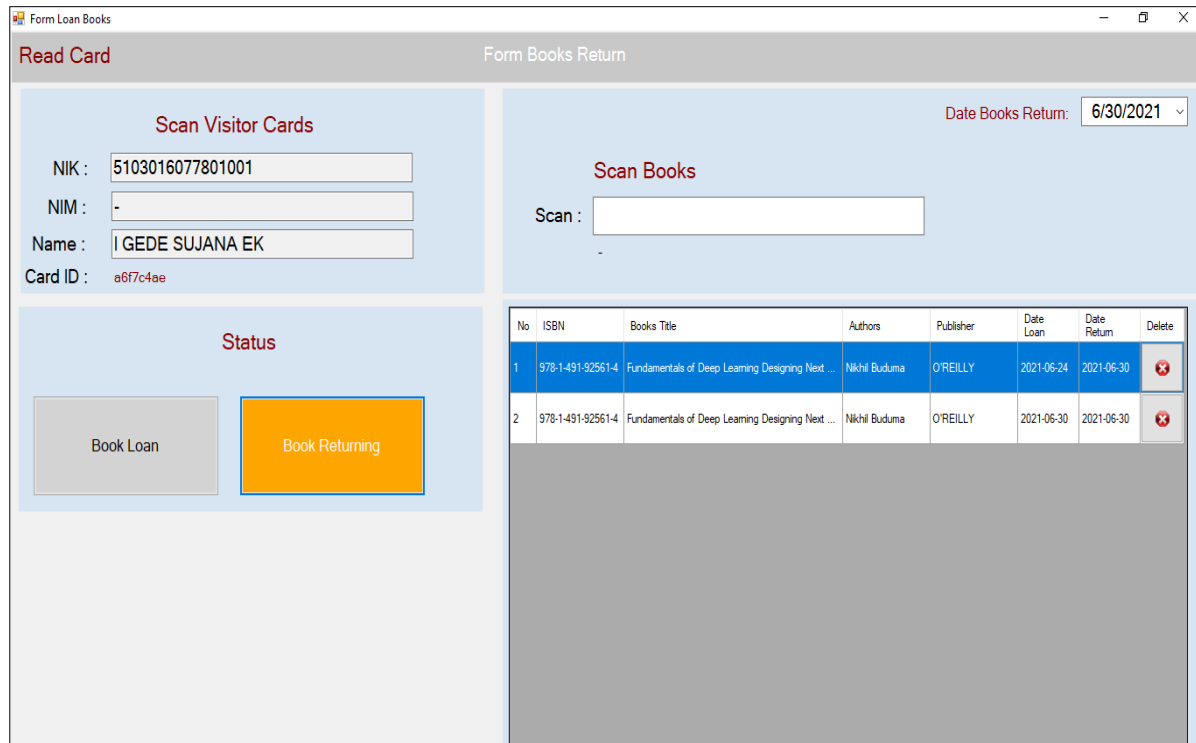 Form Loan Books
Read Card
Form Books Return
Scan Visitor Cards
NIK : 5103016077801001
NIM : -
Name : I GEDE SUJANA EK
Card ID : a6f7c4ae
Date Books Return: 6/30/2021
Scan Books
Scan :
-
Status
Book Loan
Book Returning
No ISBN Books Title Authors Publisher Date Loan Date Return Delete
1 978-1-491-92561-4 Fundamentals of Deep Learning Designing Next ... Nikhil Buduma O'REILLY 2021-06-24 2021-06-30
2 978-1-491-92561-4 Fundamentals of Deep Learning Designing Next ... Nikhil Buduma O'REILLY 2021-06-30 2021-06-30